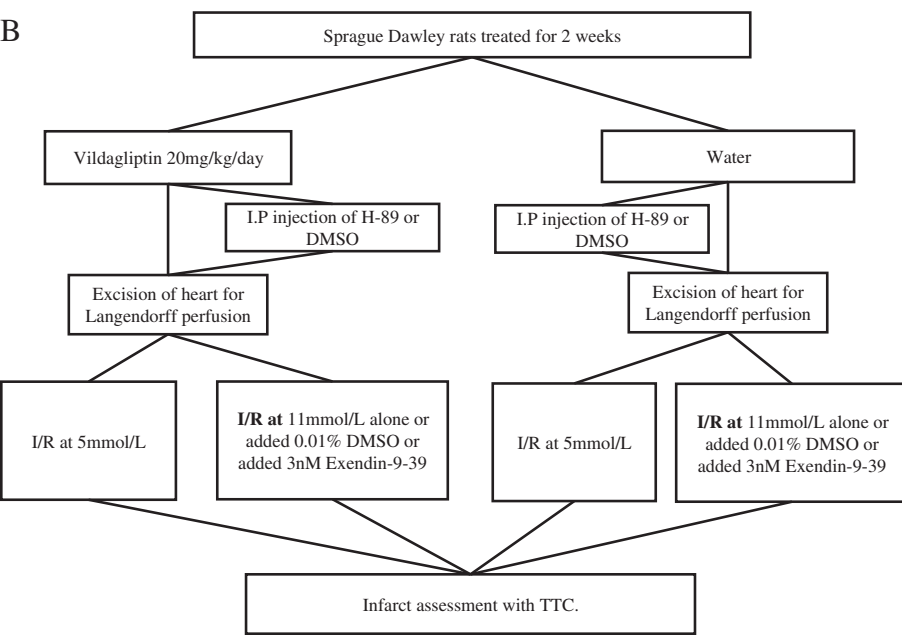 B
Sprague Dawley rats treated for 2 weeks
Vildagliptin 20mg/kg/day
Water
I.P injection of H-89 or
DMSO
I.P injection of H-89 or
DMSO
Excision of heart for
Langendorff perfusion
Excision of heart for
Langendorff perfusion
I/R at 5mmol/L
I/R at 11mmol/L alone or
added 0.01% DMSO or
added 3nM Exendin-9-39
I/R at 5mmol/L
I/R at 11mmol/L alone or
added 0.01% DMSO or
added 3nM Exendin-9-39
Infarct assessment with TTC.